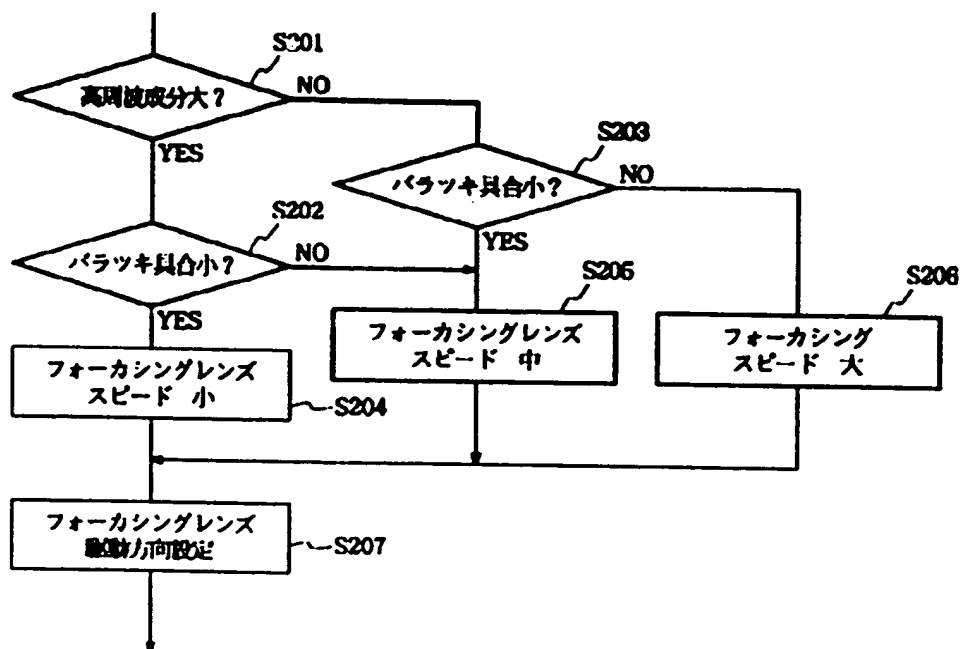 S201
高周波成分大?
NO
YES
S203
バラツキ具合小?
NO
YES
S202
バラツキ具合小?
NO
YES
S205
フォーカシングレンズ
スピード 中
S206
フォーカシング
スピード 大
フォーカシングレンズ
スピード 小
S204
フォーカシングレンズ
駆動方向設定
S207